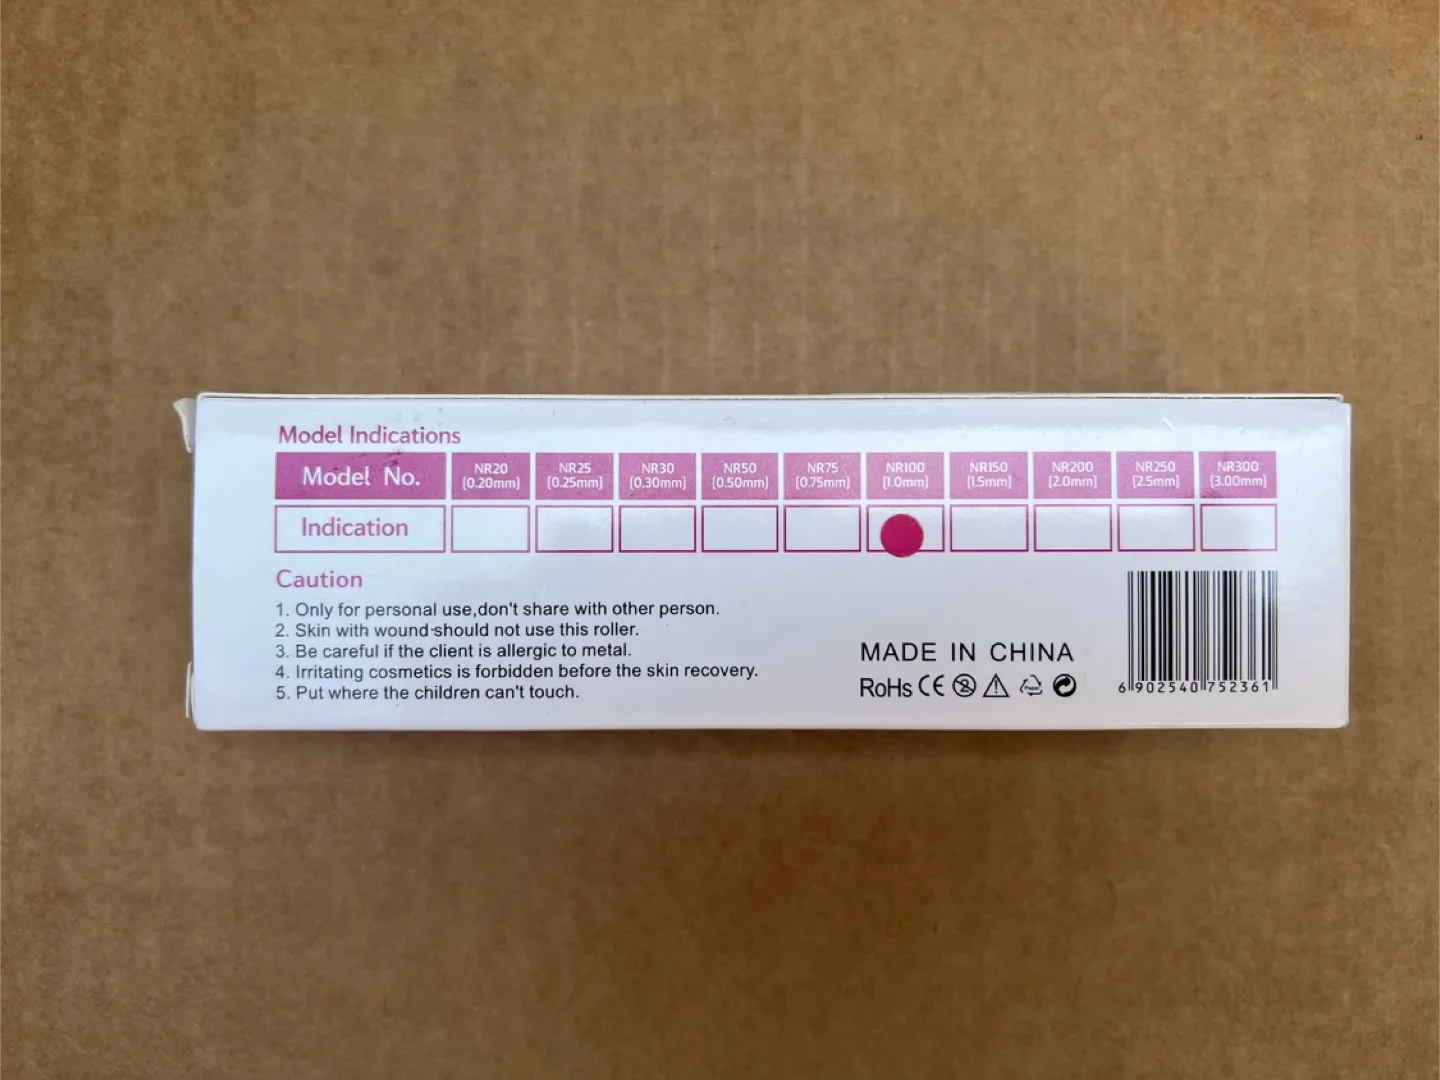 Model Indications
Model No. NR20 NR25 NR30 NR50 NR75 NR100 NR150 NR200 NR250 NR300
(0.20mm) (0.25mm) (0.30mm) (0.50mm) (0.75mm) (1.0mm) (1.5mm) (2.0mm) (2.5mm) (3.00mm)
Indication
Caution
1. Only for personal use,don't share with other person.
2. Skin with wound should not use this roller.
3. Be careful if the client is allergic to metal.
4. Irritating cosmetics is forbidden before the skin recovery.
5. Put where the children can't touch.
MADE IN CHINA
RoHS CE
6 902540 752361